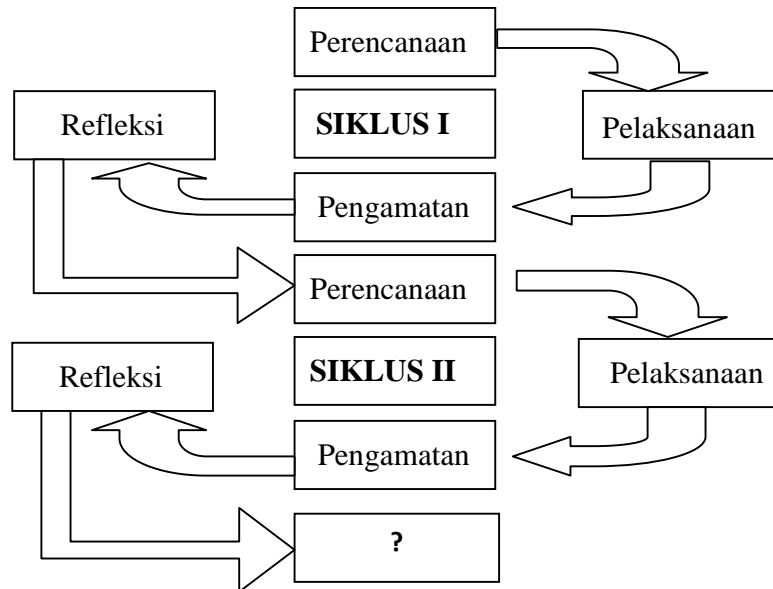 Perencanaan
Refleksi
SIKLUS I
Pelaksanaan
Pengamatan
Perencanaan
Refleksi
SIKLUS II
Pelaksanaan
Pengamatan
?